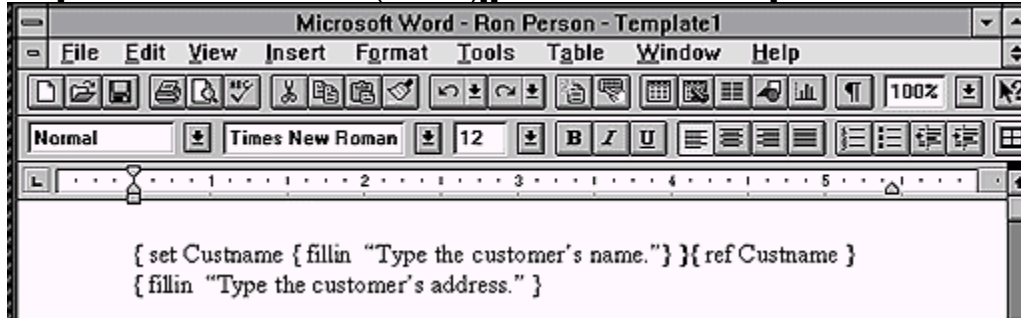 Microsoft Word - Ron Person - Template1
File Edit View Insert Format Tools Table Window Help
ABC 100%
Normal Times New Roman 12 B I U
1 2 3 4 5
{ set Custname { fillin "Type the customer's name."} }{ ref Custname }
{ fillin "Type the customer's address." }